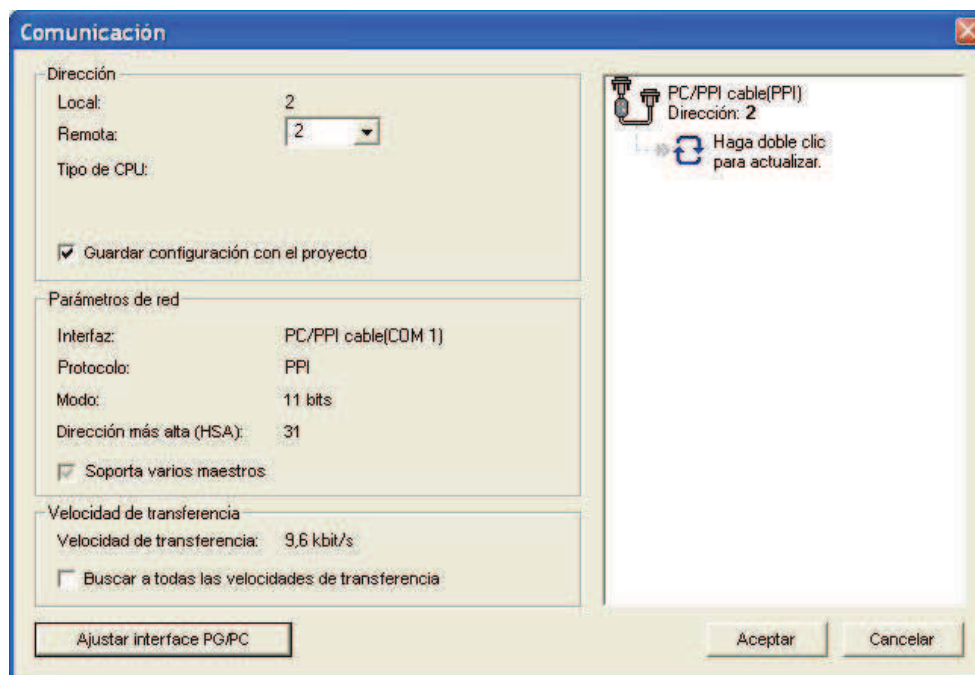 Comunicación
Dirección
Local: 2
Remota: 2
Tipo de CPU:
Guardar configuración con el proyecto
Parámetros de red
Interfaz: PC/PPI cable(COM 1)
Protocolo: PPI
Modo: 11 bits
Dirección más alta (HSA): 31
Soporta varios maestros
Velocidad de transferencia
Velocidad de transferencia: 9,6 kbit/s
Buscar a todas las velocidades de transferencia
PC/PPI cable(PPI)
Dirección: 2
Haga doble clic
para actualizar.
Ajustar interface PG/PC
Aceptar
Cancelar